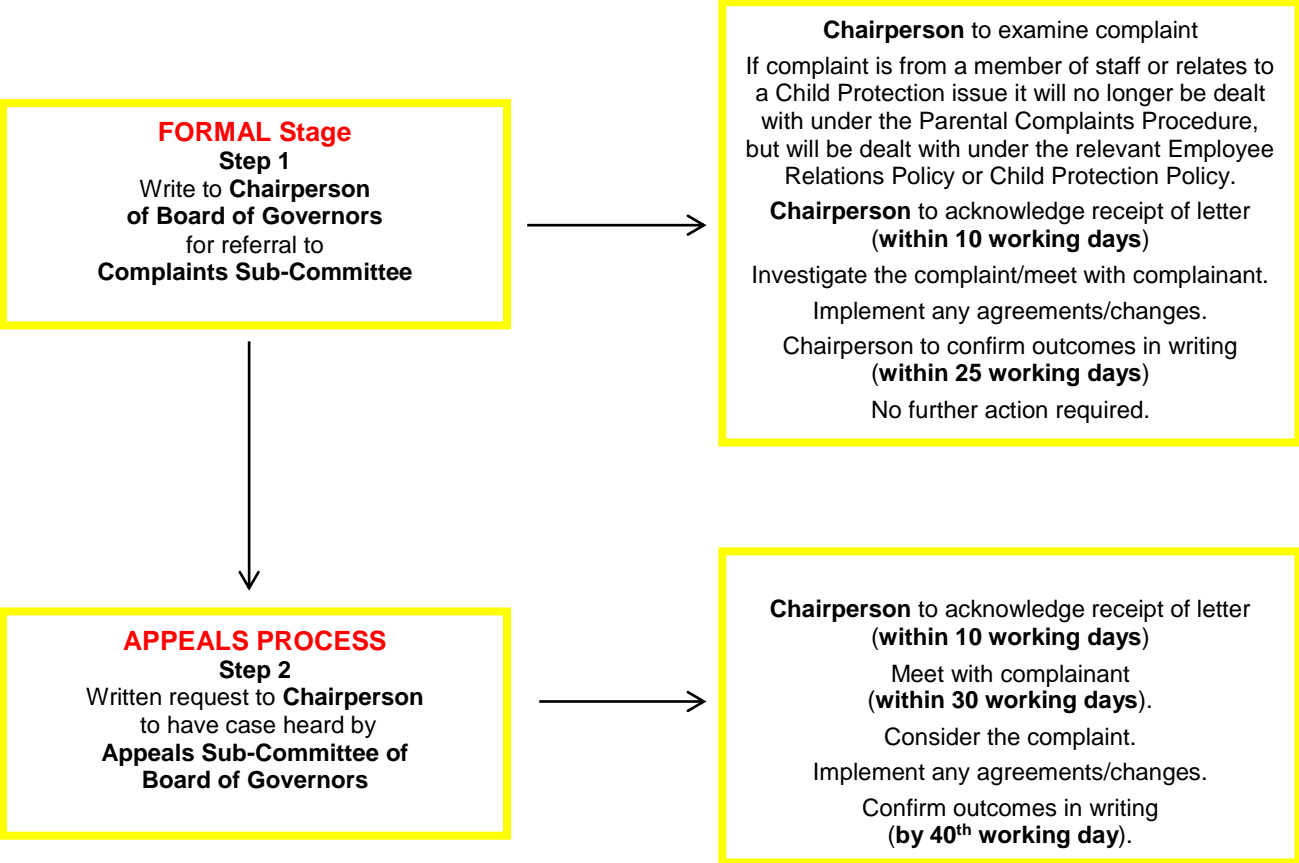 FORMAL Stage
Step 1
Write to Chairperson
of Board of Governors
for referral to
Complaints Sub-Committee
Chairperson to examine complaint
If complaint is from a member of staff or relates to
a Child Protection issue it will no longer be dealt
with under the Parental Complaints Procedure,
but will be dealt with under the relevant Employee
Relations Policy or Child Protection Policy.
Chairperson to acknowledge receipt of letter
(within 10 working days)
Investigate the complaint/meet with complainant.
Implement any agreements/changes.
Chairperson to confirm outcomes in writing
(within 25 working days)
No further action required.
APPEALS PROCESS
Step 2
Written request to Chairperson
to have case heard by
Appeals Sub-Committee of
Board of Governors
Chairperson to acknowledge receipt of letter
(within 10 working days)
Meet with complainant
(within 30 working days).
Consider the complaint.
Implement any agreements/changes.
Confirm outcomes in writing
(by 40th working day).